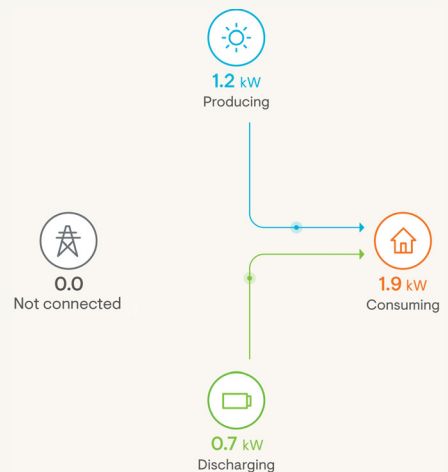 1.2 kW
Producing
0.0
Not connected
1.9 kW
Consuming
0.7 kW
Discharging